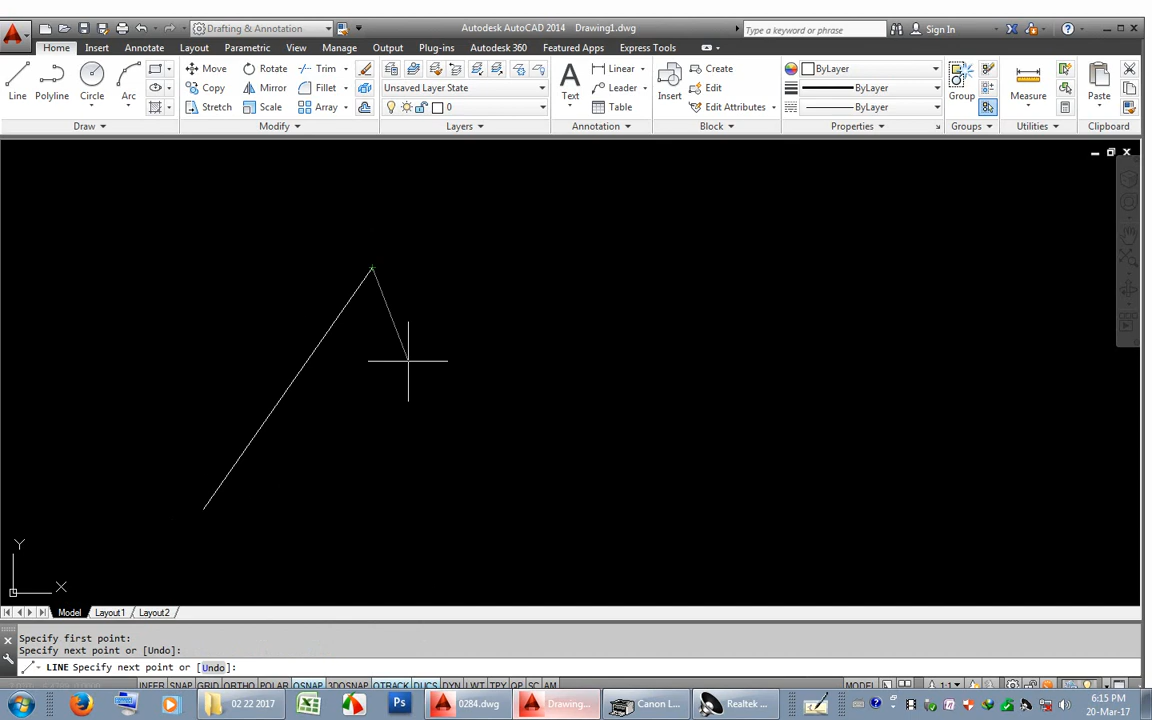 Drafting & Annotation
Autodesk AutoCAD 2014 Drawing1.dwg
Type a keyword or phrase
Sign In
Home Insert Annotate Layout Parametric View Manage Output Plug-ins Autodesk 360 Featured Apps Express Tools
Move Rotate Trim Unsaved Layer State Linear Create ByLayer
Line Polyline Circle Arc Copy Mirror Fillet Text Leader Insert Edit ByLayer Group Measure Paste
Stretch Scale Array 0 Table Edit Attributes ByLayer
Draw Modify Layers Annotation Block Properties Groups Utilities Clipboard
Y
X
Model Layout1 Layout2
Specify first point:
Specify next point or [Undo]:
LINE Specify next point or [Undo]:
INFER SNAP GRID ORTHO POLAR OSNAP 3DOSNAP OTRACK DUCS DYN LWT TPY QP SC AM MODEL 1:1
02 22 2017 0284.dwg Drawing... Canon L... Realtek ... 6:15 PM
20-Mar-17